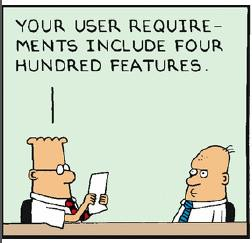 YOUR USER REQUIRE-
MENTS INCLUDE FOUR
HUNDRED FEATURES.